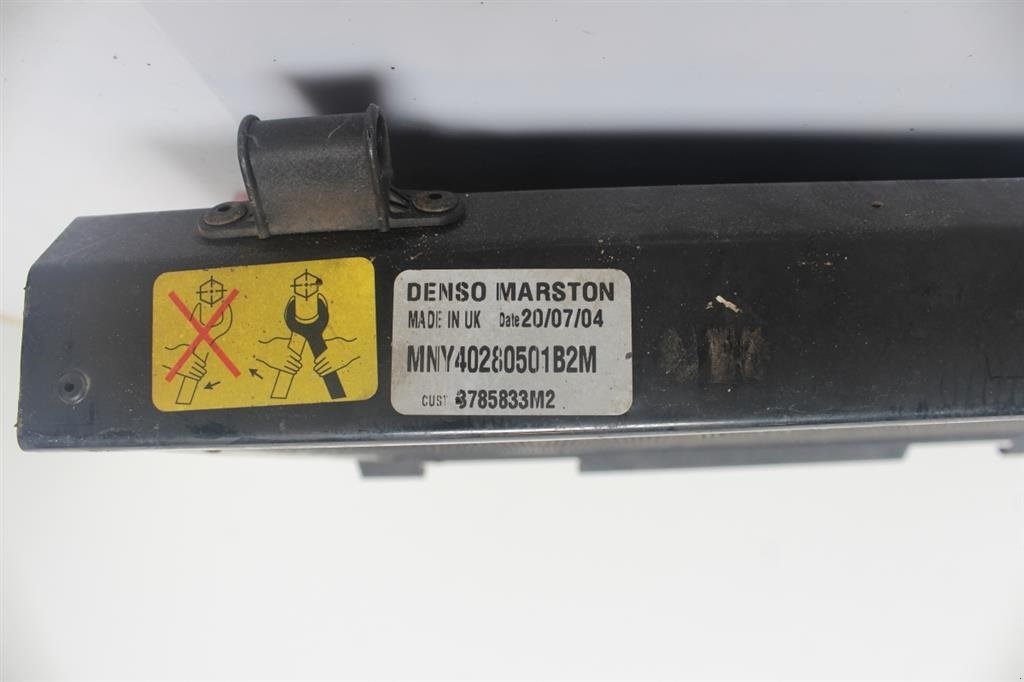 DENSO MARSTON
MADE IN UK Date 20/07/04
MNY40280501B2M
CUST 3785833M2